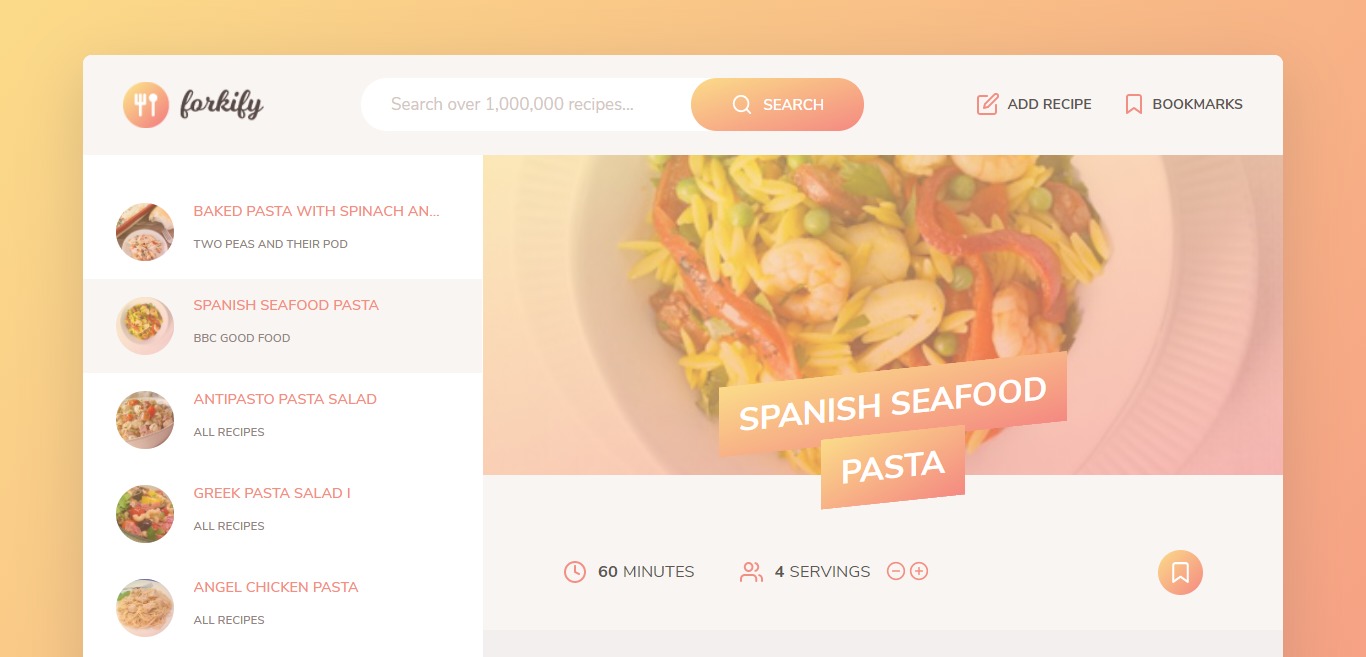 forkify
Search over 1,000,000 recipes...
SEARCH
ADD RECIPE
BOOKMARKS
BAKED PASTA WITH SPINACH AN...
TWO PEAS AND THEIR POD
SPANISH SEAFOOD PASTA
BBC GOOD FOOD
ANTIPASTO PASTA SALAD
ALL RECIPES
GREEK PASTA SALAD I
ALL RECIPES
ANGEL CHICKEN PASTA
ALL RECIPES
SPANISH SEAFOOD
PASTA
60 MINUTES
4 SERVINGS